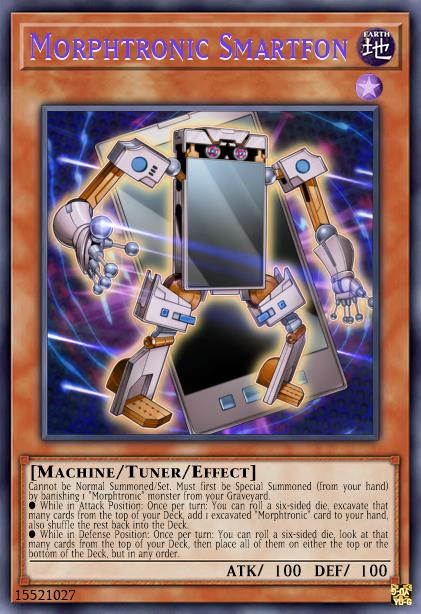 MORPHTRONIC SMARTFON
EARTH
地
[MACHINE/TUNER/EFFECT]
Cannot be Normal Summoned/Set. Must first be Special Summoned (from your hand)
by banishing 1 "Morphtronic" monster from your Graveyard.
● While in Attack Position: Once per turn: You can roll a six-sided die, excavate that
many cards from the top of your Deck, add 1 excavated "Morphtronic" card to your hand,
also shuffle the rest back into the Deck.
● While in Defense Position: Once per turn: You can roll a six-sided die, look at
that many cards from the top of your Deck, then place all of them on either the top or the
bottom of the Deck, but in any order.
ATK/ 100 DEF/ 100
15521027